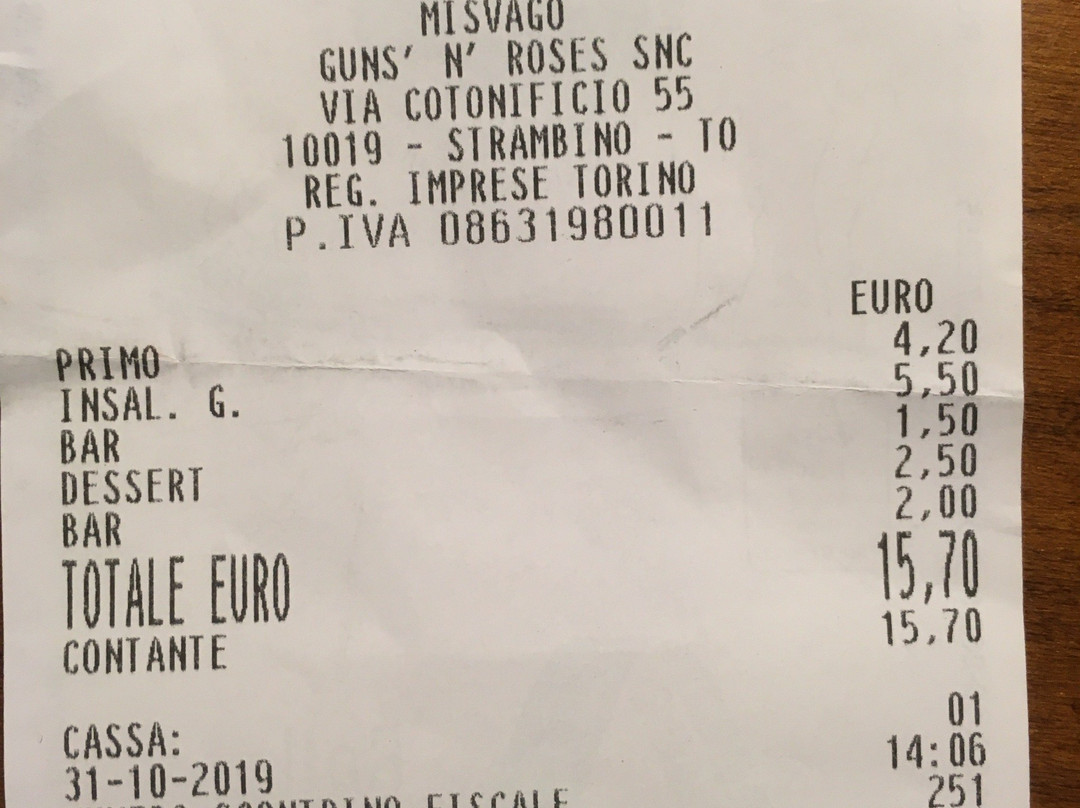 MISVAGO
GUNS' N' ROSES SNC
VIA COTONIFICIO 55
10019 - STRAMBINO - TO
REG. IMPRESE TORINO
P.IVA 08631980011
EURO
PRIMO 4,20
INSAL. G. 5,50
BAR 1,50
DESSERT 2,50
BAR 2,00
TOTALE EURO 15,70
CONTANTE 15,70
CASSA: 01
31-10-2019 14:06
SCONTRINO FISCALE 251